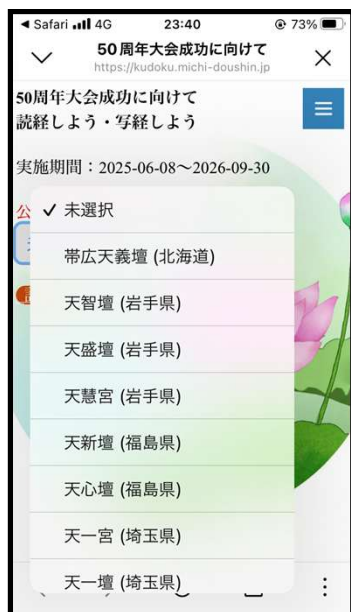 Safari 4G
23:40
73%
50周年大会成功に向けて
https://kudoku.michi-doushin.jp
50周年大会成功に向けて
読経しよう・写経しよう
実施期間：2025-06-08～2026-09-30
公
✓ 未選択
帯広天義壇 (北海道)
天智壇 (岩手県)
天盛壇 (岩手県)
天慧宮 (岩手県)
天新壇 (福島県)
天心壇 (福島県)
天一宮 (埼玉県)
天一壇 (埼玉県)